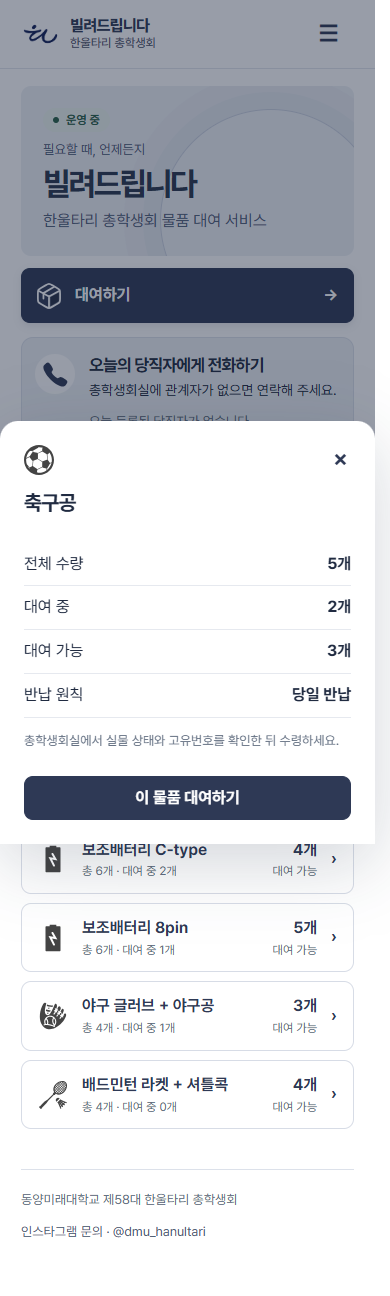 빌려드립니다
한울타리 총학생회
운영 중
필요할 때, 언제든지
빌려드립니다
한울타리 총학생회 물품 대여 서비스
대여하기 →
오늘의 당직자에게 전화하기
총학생회실에 관계자가 없으면 연락해 주세요.
오늘 등록된 당직자가 없습니다
×
축구공
전체 수량 5개
대여 중 2개
대여 가능 3개
반납 원칙 당일 반납
총학생회실에서 실물 상태와 고유번호를 확인한 뒤 수령하세요.
이 물품 대여하기
보조배터리 C-type 4개
총 6개 · 대여 중 2개 대여 가능 ›
보조배터리 8pin 5개
총 6개 · 대여 중 1개 대여 가능 ›
야구 글러브 + 야구공 3개
총 4개 · 대여 중 1개 대여 가능 ›
배드민턴 라켓 + 셔틀콕 4개
총 4개 · 대여 중 0개 대여 가능 ›
동양미래대학교 제58대 한울타리 총학생회
인스타그램 문의 · @dmu_hanultari